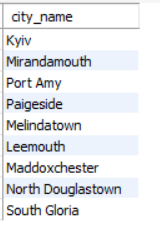 city_name
Kyiv
Mirandamouth
Port Amy
Paigeside
Melindatown
Leemouth
Maddoxchester
North Douglastown
South Gloria